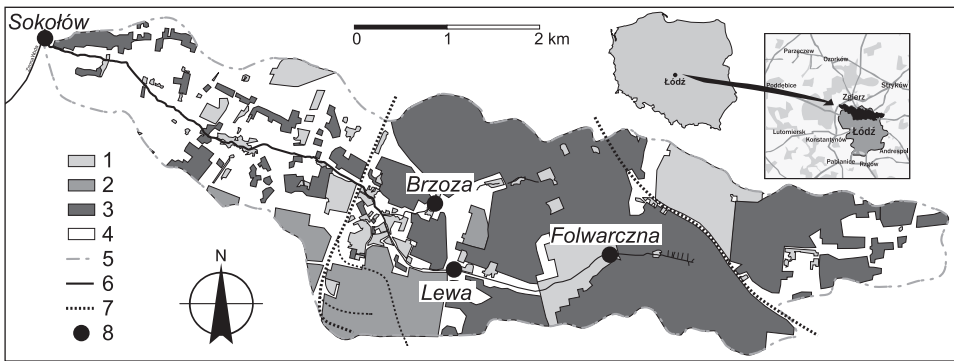 Sokołów
0 1 2 km
Łódź
Parzęczew
Ozorków
Poddębice
Stryków
Zgierz
Lutomiersk
Konstantynów
Łódź
Andrespol
Pabianice
Rzgów
Brzoza
Folwarczna
Lewa
1
2
3
4
5
6
7
8
N